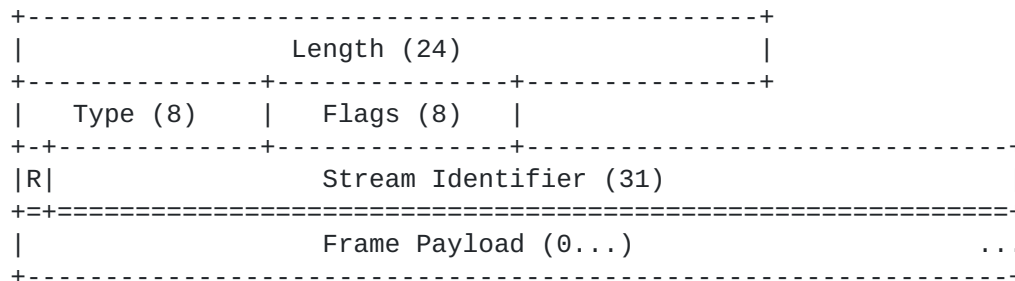 Length (24)
Type (8) Flags (8)
R Stream Identifier (31)
Frame Payload (0...) ...